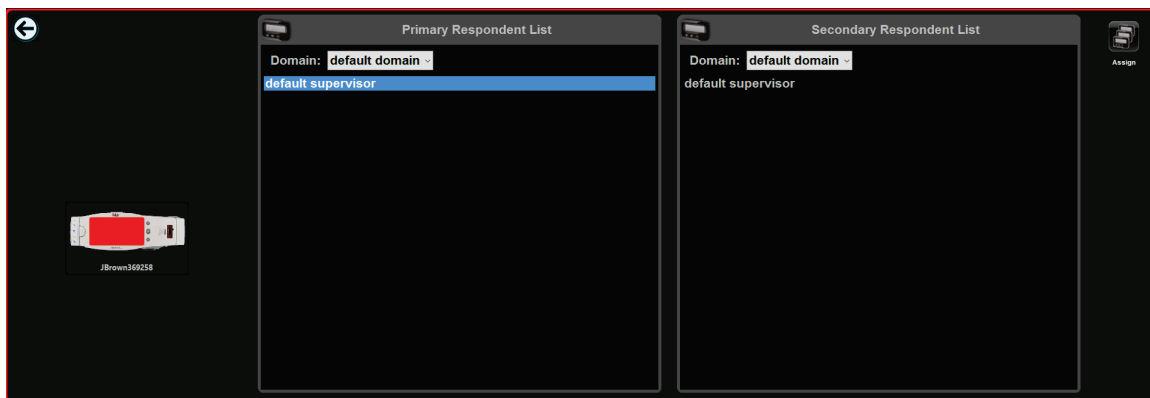 Primary Respondent List
Domain: default domain
default supervisor
Secondary Respondent List
Domain: default domain
default supervisor
Assign
JBrown369258